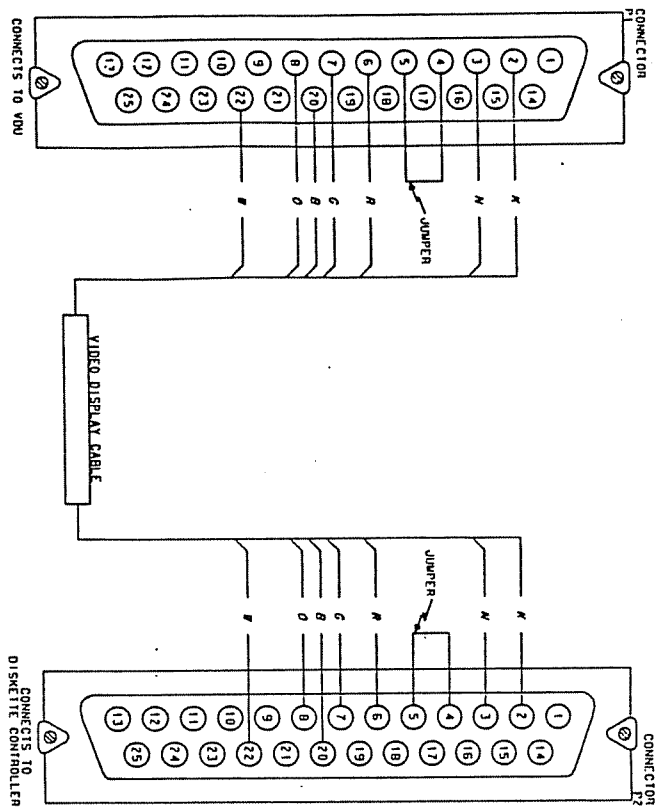 CONNECTOR
P1
1
2
3
4
5
6
7
8
9
10
11
12
13
14
15
16
17
18
19
20
21
22
23
24
25
CONNECTS TO VDU
K
N
JUMPER
R
G
B
O
VIDEO DISPLAY CABLE
K
N
JUMPER
R
G
B
O
CONNECTOR
P2
1
2
3
4
5
6
7
8
9
10
11
12
13
14
15
16
17
18
19
20
21
22
23
24
25
CONNECTS TO
DISKETTE CONTROLLER